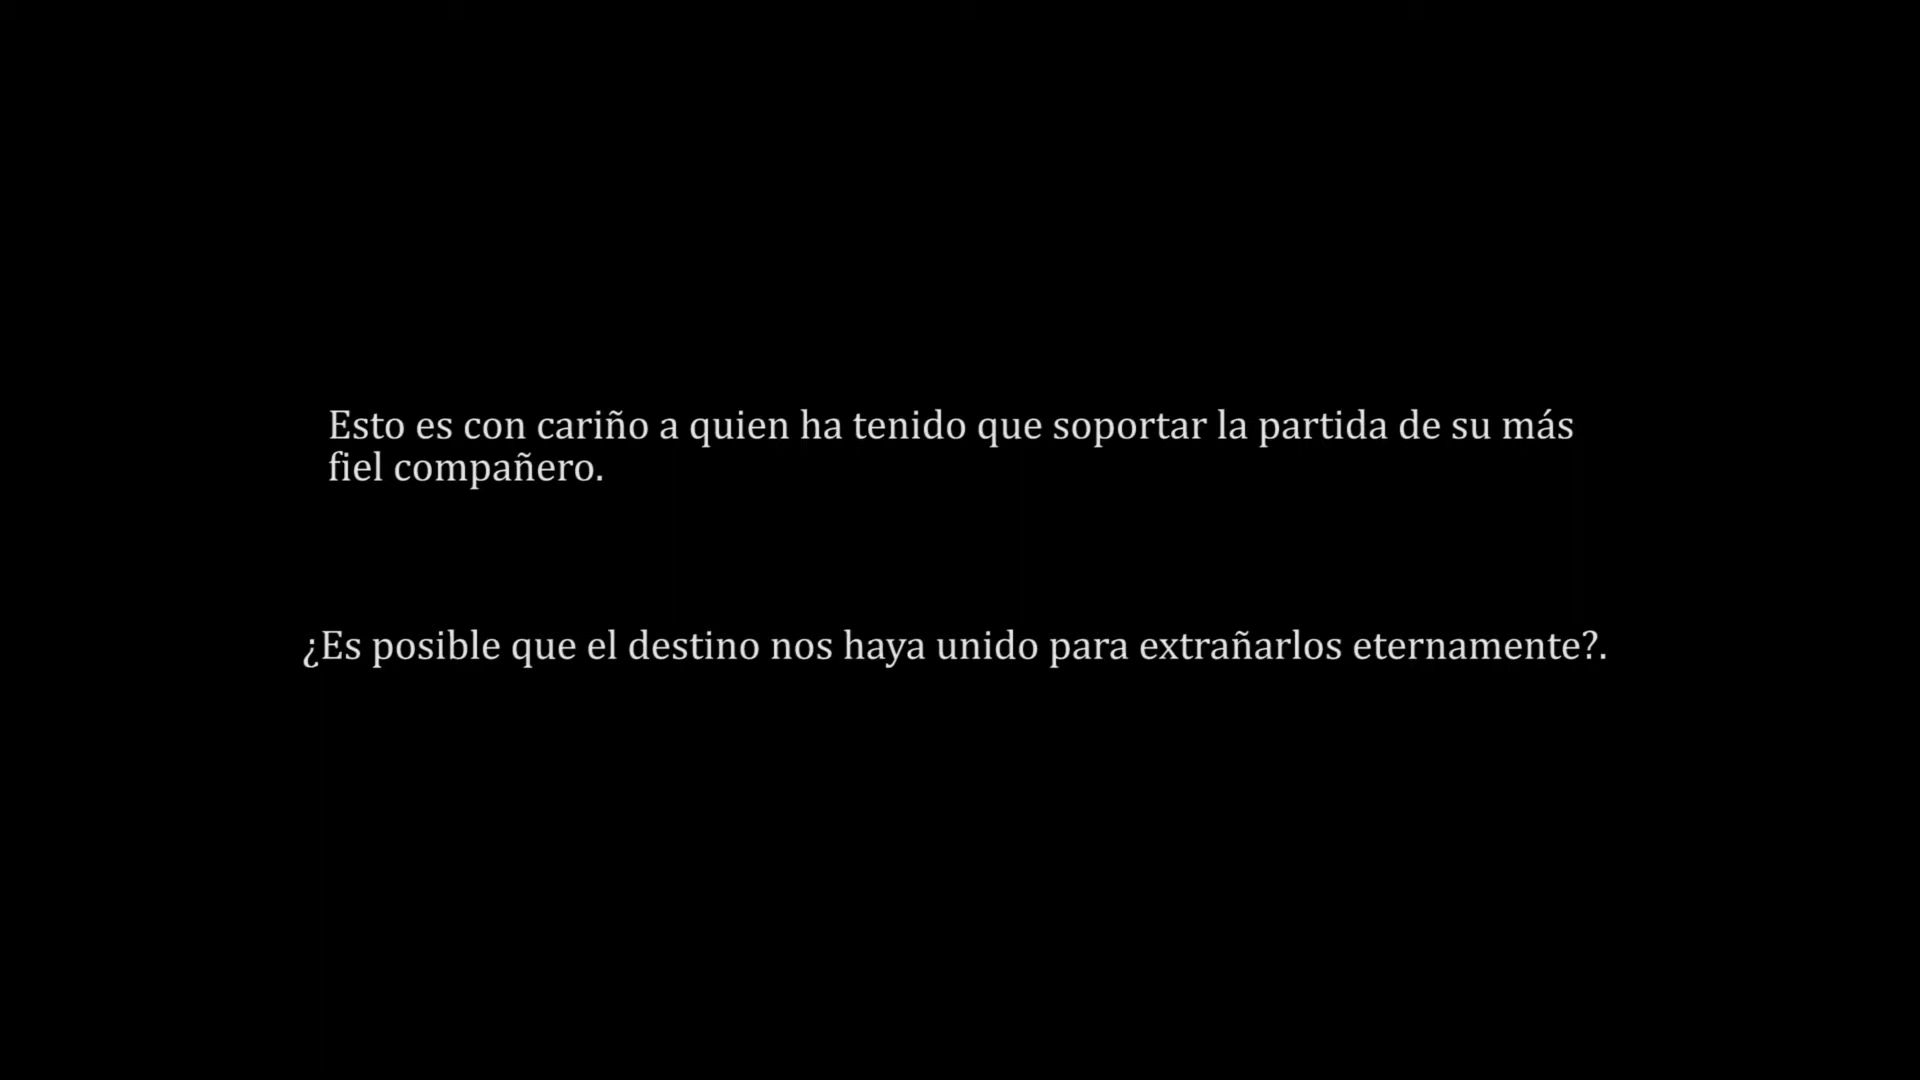 Esto es con cariño a quien ha tenido que soportar la partida de su más
fiel compañero.
¿Es posible que el destino nos haya unido para extrañarlos eternamente?.